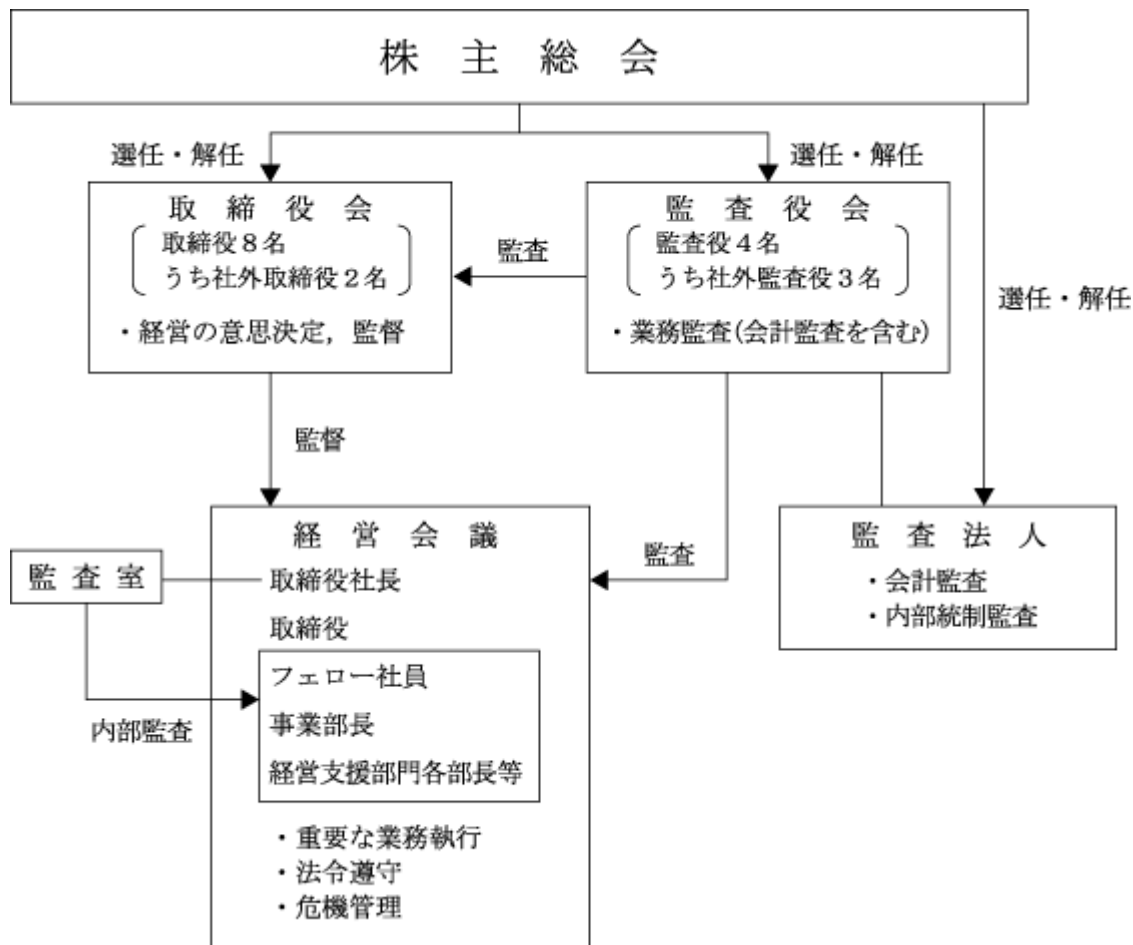 株主総会
選任・解任
選任・解任
取締役会
取締役8名
うち社外取締役2名
・経営の意思決定，監督
監査
監査役会
監査役4名
うち社外監査役3名
・業務監査(会計監査を含む)
選任・解任
監督
経営会議
取締役社長
取締役
フェロー社員
事業部長
経営支援部門各部長等
・重要な業務執行
・法令遵守
・危機管理
監査室
内部監査
監査
監査法人
・会計監査
・内部統制監査